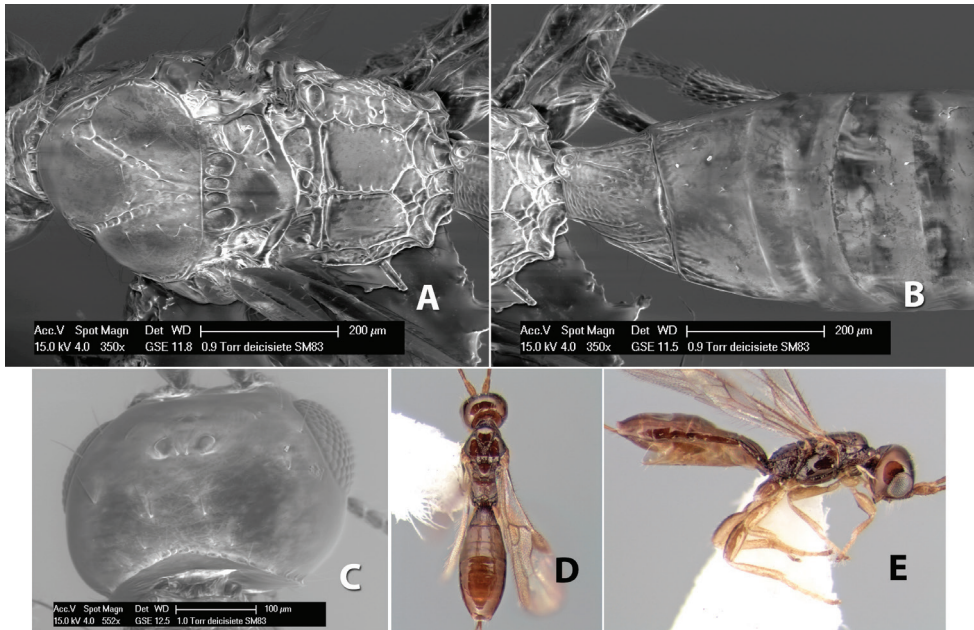 A
Acc.V Spot Magn Det WD 200 µm
15.0 kV 4.0 350x GSE 11.8 0.9 Torr deicisiete SM83
B
Acc.V Spot Magn Det WD 200 µm
15.0 kV 4.0 350x GSE 11.5 0.9 Torr deicisiete SM83
C
Acc.V Spot Magn Det WD 100 µm
15.0 kV 4.0 552x GSE 12.5 1.0 Torr deicisiete SM83
D
E